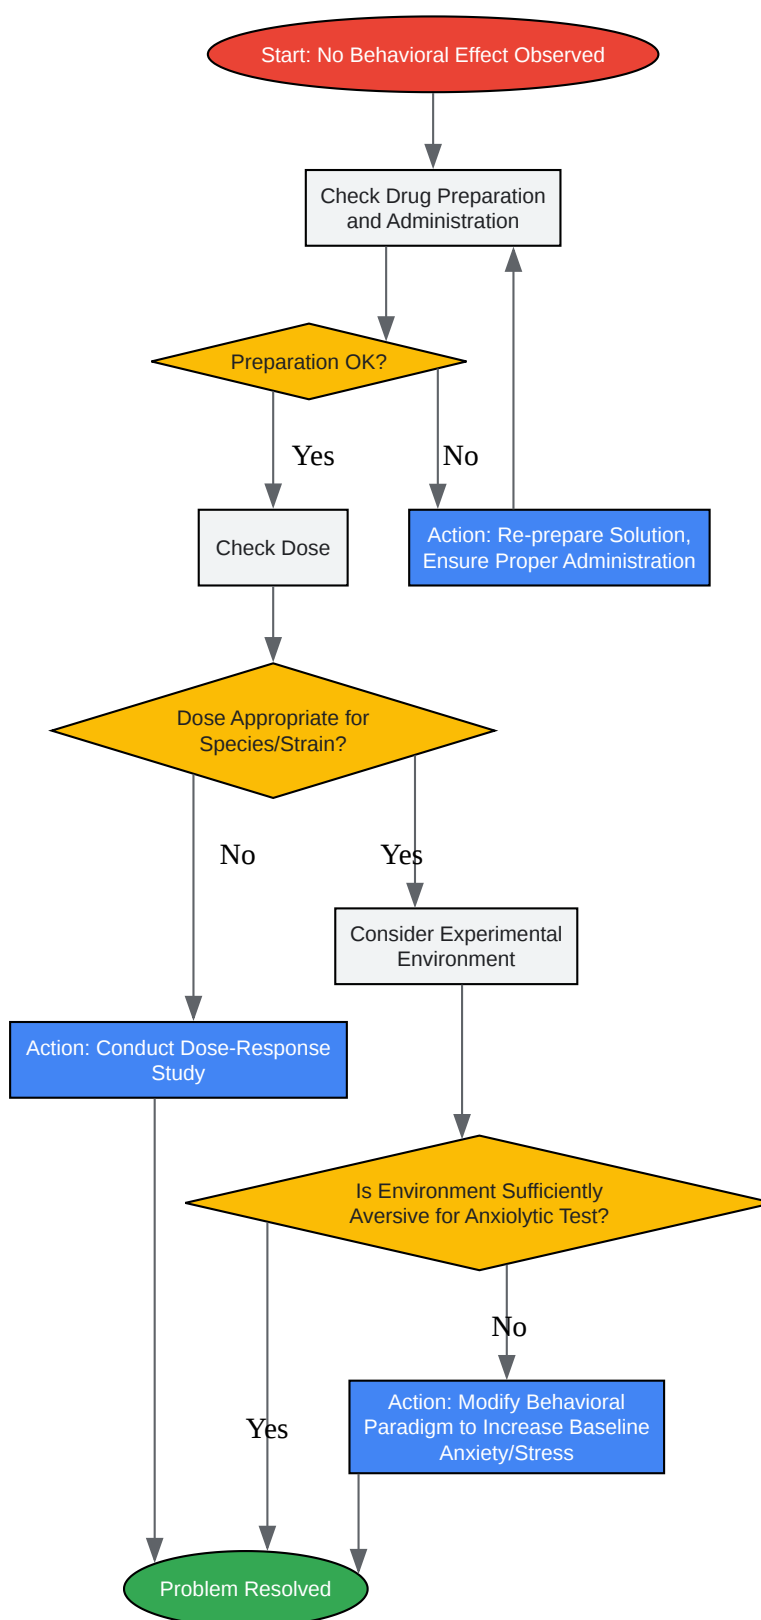 Start: No Behavioral Effect Observed
Check Drug Preparation
and Administration
Preparation OK?
Yes
No
Check Dose
Action: Re-prepare Solution,
Ensure Proper Administration
Dose Appropriate for
Species/Strain?
No
Yes
Consider Experimental
Environment
Action: Conduct Dose-Response
Study
Is Environment Sufficiently
Aversive for Anxiolytic Test?
No
Yes
Action: Modify Behavioral
Paradigm to Increase Baseline
Anxiety/Stress
Problem Resolved